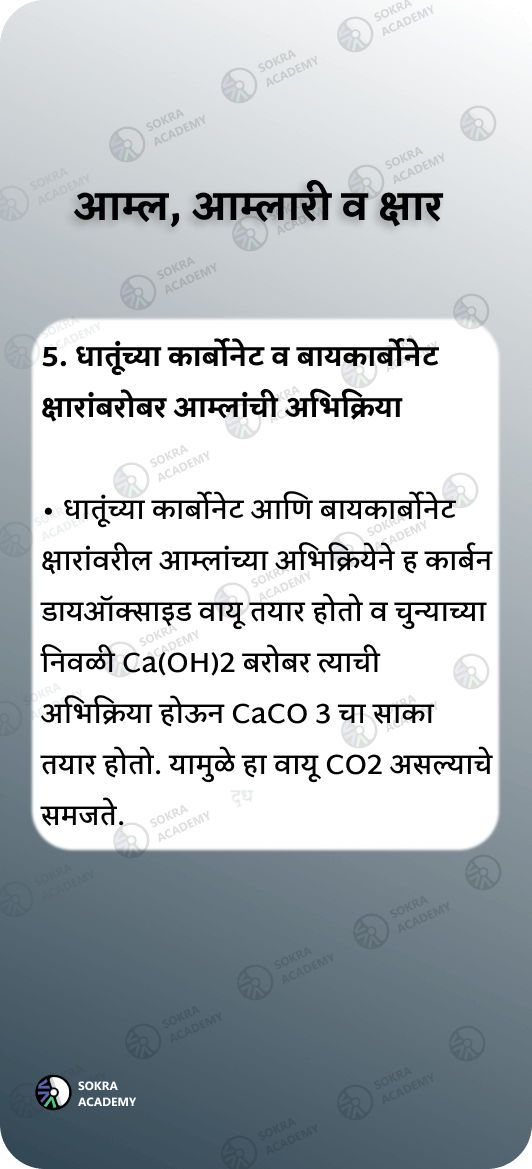 आम्ल, आम्लारी व क्षार
5. धातूंच्या कार्बोनेट व बायकार्बोनेट
क्षारांबरोबर आम्लांची अभिक्रिया
• धातूंच्या कार्बोनेट आणि बायकार्बोनेट
क्षारांवरील आम्लांच्या अभिक्रियेने ह कार्बन
डायऑक्साइड वायू तयार होतो व चुन्याच्या
निवळी Ca(OH)2 बरोबर त्याची
अभिक्रिया होऊन CaCO 3 चा साका
तयार होतो. यामुळे हा वायू CO2 असल्याचे
समजते.
दूध
SOKRA
ACADEMY